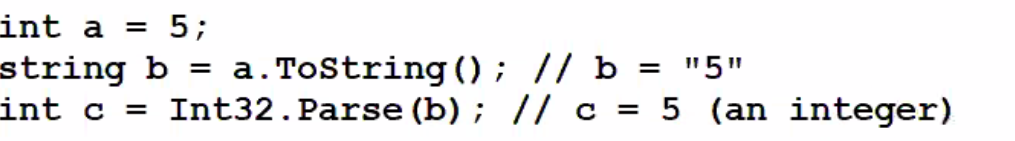 int a = 5;
string b = a.ToString(); // b = "5"
int c = Int32.Parse(b); // c = 5 (an integer)